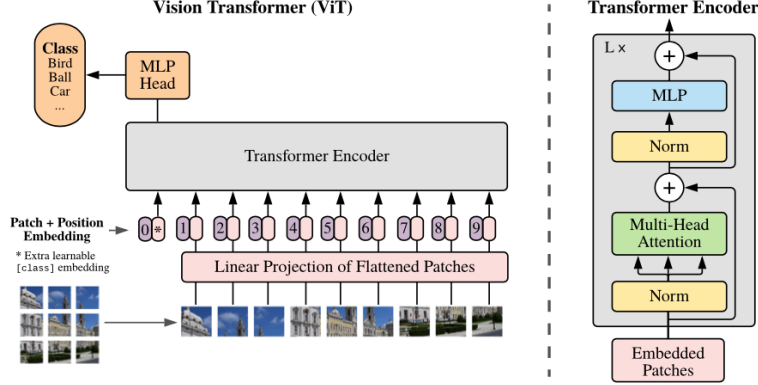 Vision Transformer (ViT)
Class
Bird
Ball
Car
...
MLP
Head
Transformer Encoder
Patch + Position
Embedding
0 * 1 2 3 4 5 6 7 8 9
* Extra learnable
[class] embedding
Linear Projection of Flattened Patches
Transformer Encoder
L ×
+
MLP
Norm
+
Multi-Head
Attention
Norm
Embedded
Patches